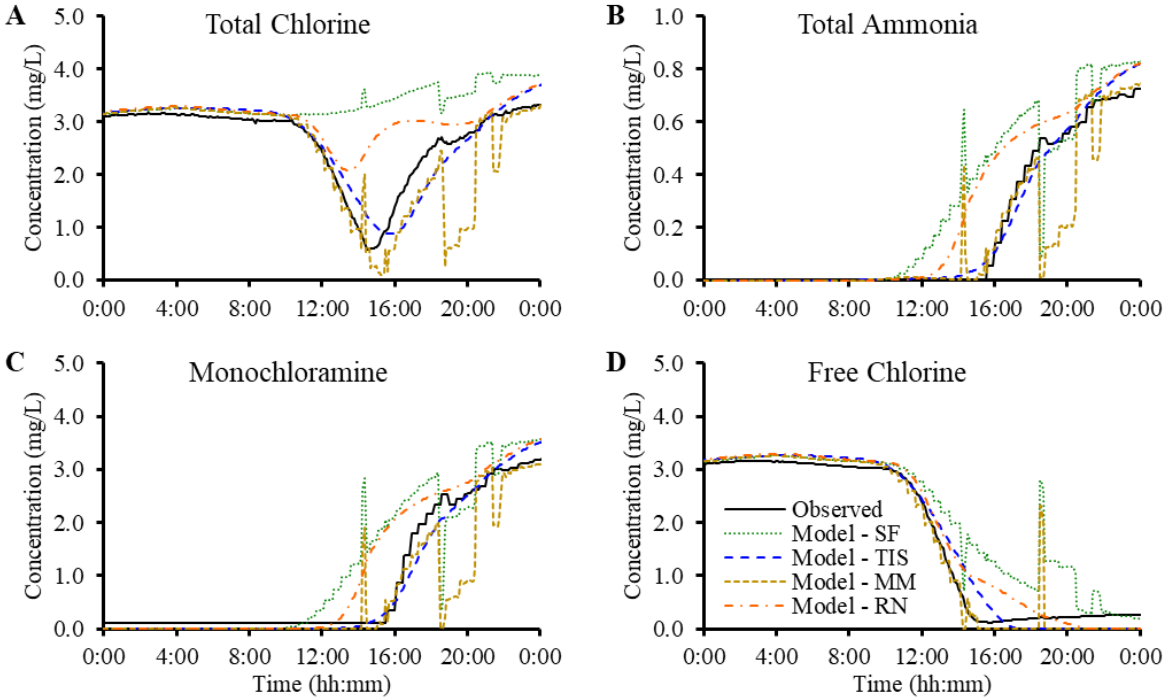 A
Total Chlorine
Concentration (mg/L)
5.0
4.0
3.0
2.0
1.0
0.0
0:00 4:00 8:00 12:00 16:00 20:00 0:00
B
Total Ammonia
Concentration (mg/L)
1.0
0.8
0.6
0.4
0.2
0.0
0:00 4:00 8:00 12:00 16:00 20:00 0:00
C
Monochloramine
Concentration (mg/L)
5.0
4.0
3.0
2.0
1.0
0.0
0:00 4:00 8:00 12:00 16:00 20:00 0:00
Time (hh:mm)
D
Free Chlorine
Concentration (mg/L)
5.0
4.0
3.0
2.0
1.0
0.0
Observed
Model - SF
Model - TIS
Model - MM
Model - RN
0:00 4:00 8:00 12:00 16:00 20:00 0:00
Time (hh:mm)